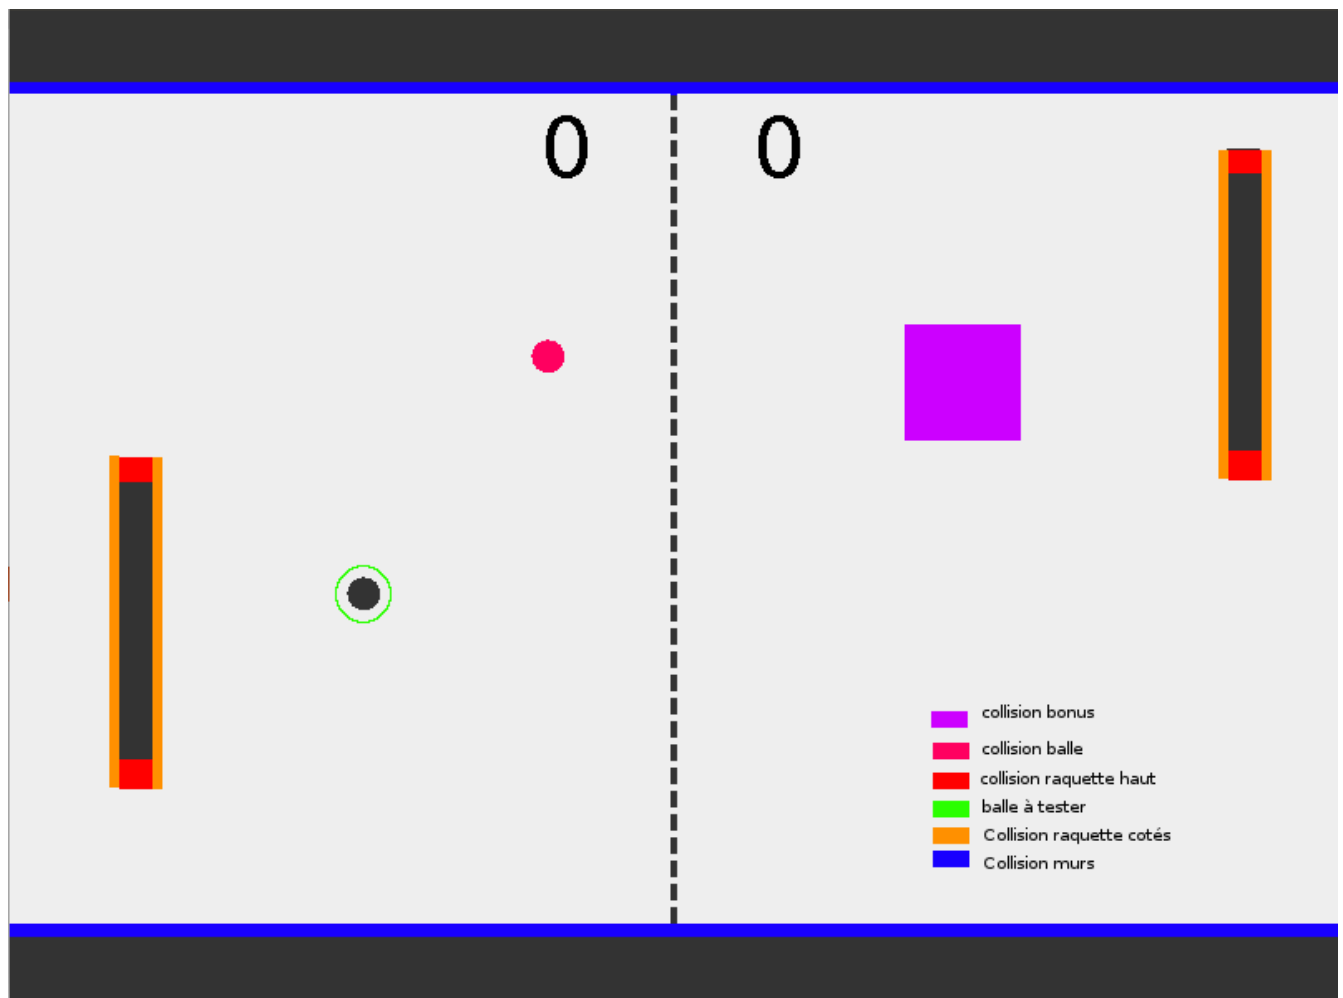 0 0
collision bonus
collision balle
collision raquette haut
balle à tester
Collision raquette cotés
Collision murs